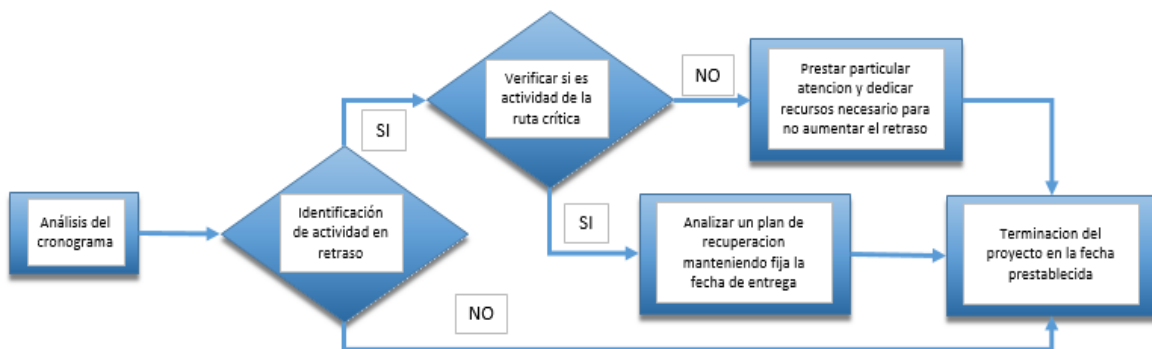 Análisis del
cronograma
Identificación
de actividad en
retraso
SI
NO
Verificar si es
actividad de la
ruta crítica
NO
SI
Prestar particular
atencion y dedicar
recursos necesario para
no aumentar el retraso
Analizar un plan de
recuperacion
manteniendo fija la
fecha de entrega
Terminacion del
proyecto en la fecha
prestablecida